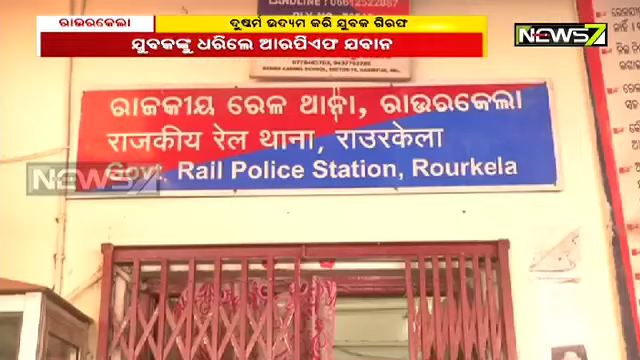 ରାଉରକେଲା
ଦୁଷ୍କର୍ମ ଉଦ୍ୟମ କରି ଯୁବକ ଗିରଫ
ଯୁବକଙ୍କୁ ଧରିଲେ ଆରପିଏଫ ଯବାନ
NEWS7
LANDLINE: 06612522087
ରାଜକୀୟ ରେଳ ଥାନା, ରାଉରକେଲା
राजकीय रेल थाना, राउरकेला
Govt. Rail Police Station, Rourkela
NEWS7